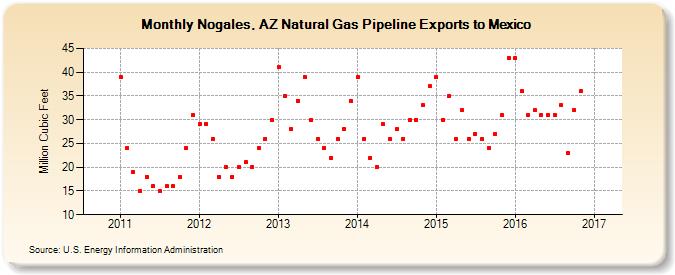 Monthly Nogales, AZ Natural Gas Pipeline Exports to Mexico
Million Cubic Feet
45
40
35
30
25
20
15
10
2011 2012 2013 2014 2015 2016 2017
Source: U.S. Energy Information Administration